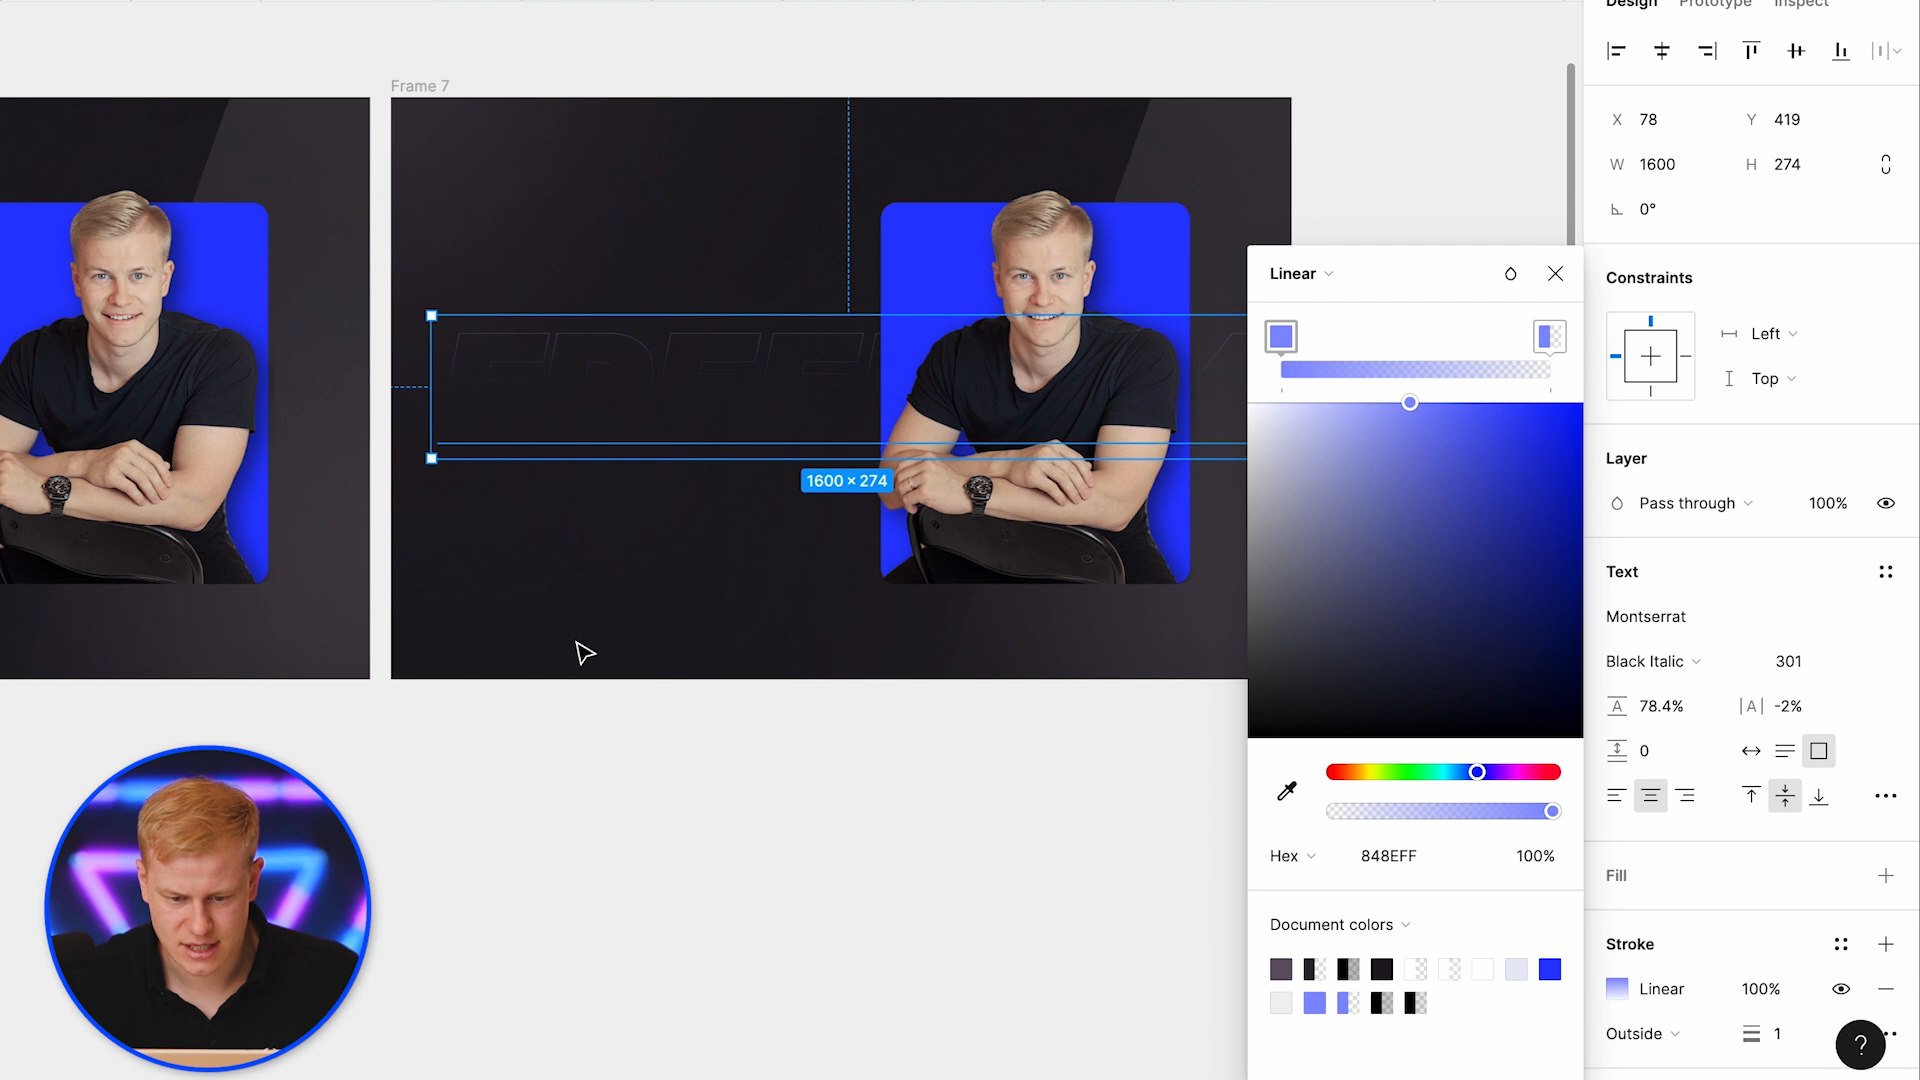 Design Prototype Inspect
Frame 7
X 78 Y 419
W 1600 H 274
0°
Linear
Constraints
Left
Top
1600 × 274
Layer
Pass through 100%
Text
Montserrat
Black Italic 301
A 78.4% |A| -2%
0
Hex 848EFF 100%
Fill
Document colors
Stroke
Linear 100%
Outside 1
?